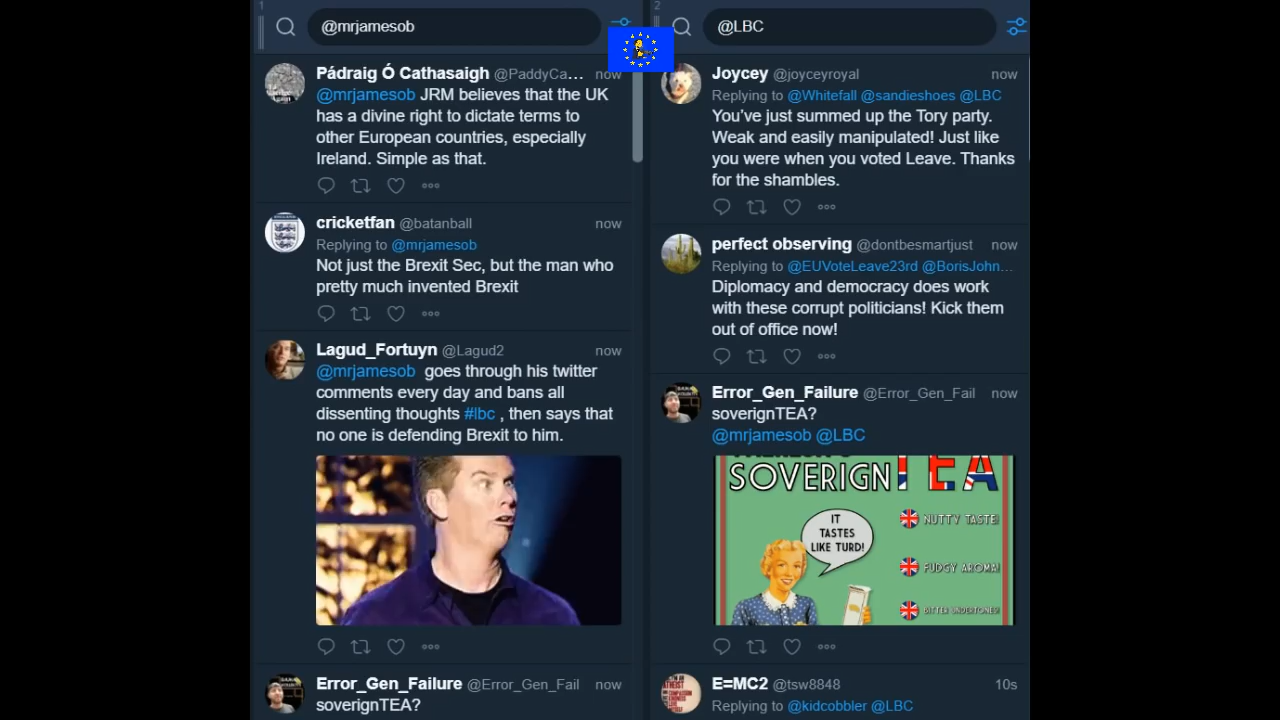 1
@mrjamesob
Pádraig Ó Cathasaigh @PaddyCa... now
@mrjamesob JRM believes that the UK
has a divine right to dictate terms to
other European countries, especially
Ireland. Simple as that.
cricketfan @batanball now
Replying to @mrjamesob
Not just the Brexit Sec, but the man who
pretty much invented Brexit
Lagud_Fortuyn @Lagud2 now
@mrjamesob goes through his twitter
comments every day and bans all
dissenting thoughts #lbc , then says that
no one is defending Brexit to him.
Error_Gen_Failure @Error_Gen_Fail now
soverignTEA?
2
@LBC
Joycey @joyceyroyal now
Replying to @Whitefall @sandieshoes @LBC
You've just summed up the Tory party.
Weak and easily manipulated! Just like
you were when you voted Leave. Thanks
for the shambles.
perfect observing @dontbesmartjust now
Replying to @EUVoteLeave23rd @BorisJohn...
Diplomacy and democracy does work
with these corrupt politicians! Kick them
out of office now!
Error_Gen_Failure @Error_Gen_Fail now
soverignTEA?
@mrjamesob @LBC
SOVERIGN TEA
IT
TASTES
LIKE TURD!
NUTTY TASTE!
FUDGY AROMA!
BITTER UNDERTONES!
E=MC2 @tsw8848 10s
Replying to @kidcobbler @LBC